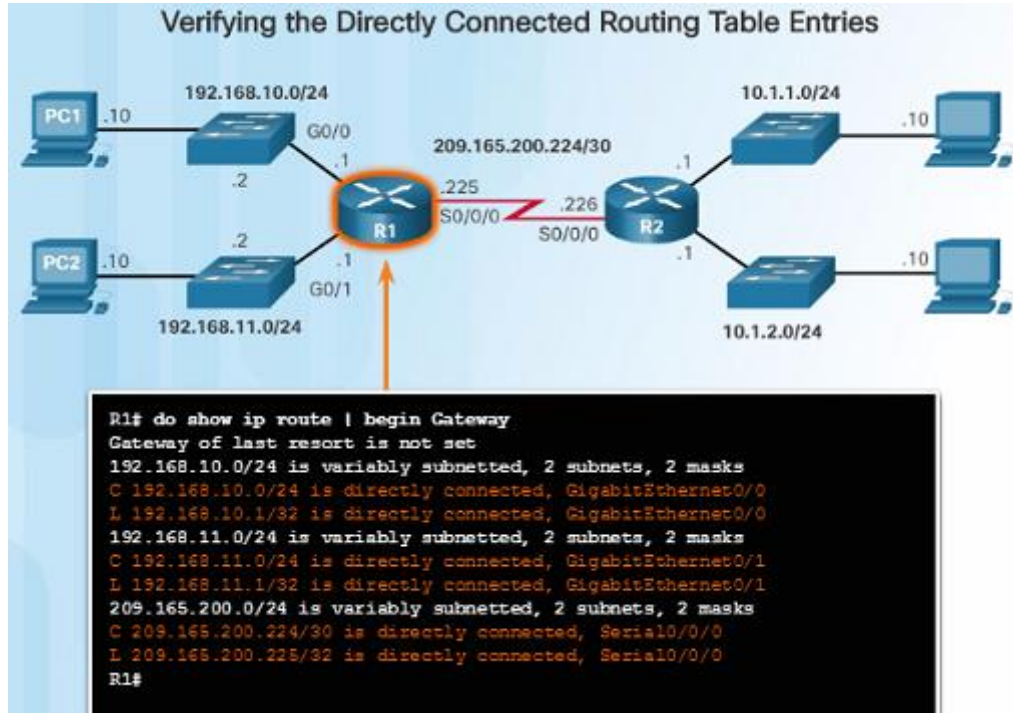 Verifying the Directly Connected Routing Table Entries
192.168.10.0/24
10.1.1.0/24
PC1
.10
G0/0
209.165.200.224/30
.10
.1
.2
.225
.1
S0/0/0
.226
R1
S0/0/0
R2
.2
.1
PC2
.10
.1
.10
G0/1
192.168.11.0/24
10.1.2.0/24
R1# do show ip route | begin Gateway
Gateway of last resort is not set
192.168.10.0/24 is variably subnetted, 2 subnets, 2 masks
C 192.168.10.0/24 is directly connected, GigabitEthernet0/0
L 192.168.10.1/32 is directly connected, GigabitEthernet0/0
192.168.11.0/24 is variably subnetted, 2 subnets, 2 masks
C 192.168.11.0/24 is directly connected, GigabitEthernet0/1
L 192.168.11.1/32 is directly connected, GigabitEthernet0/1
209.165.200.0/24 is variably subnetted, 2 subnets, 2 masks
C 209.165.200.224/30 is directly connected, Serial0/0/0
L 209.165.200.225/32 is directly connected, Serial0/0/0
R1#